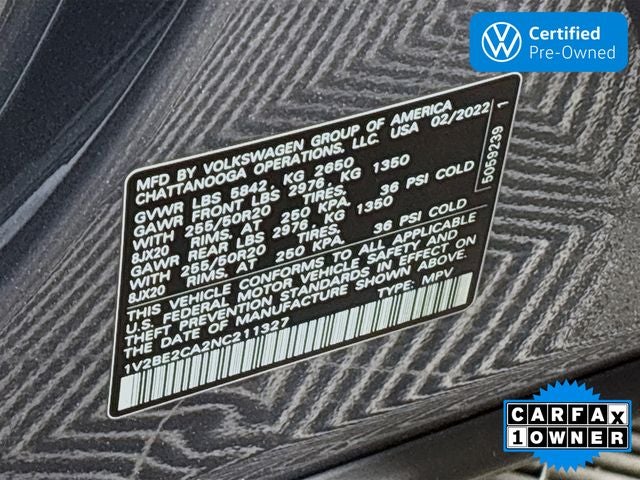 Certified
Pre-Owned
MFD BY VOLKSWAGEN GROUP OF AMERICA
CHATTANOOGA OPERATIONS, LLC. USA 02/2022
GVWR LBS 5842, KG 2650
GAWR FRONT LBS 2976, KG 1350
WITH 255/50R20 TIRES.
8JX20 RIMS. AT 250 KPA. 36 PSI COLD
GAWR REAR LBS 2976 KG 1350
WITH 255/50R20 TIRES.
8JX20 RIMS. AT 250 KPA. 36 PSI COLD
THIS VEHICLE CONFORMS TO ALL APPLICABLE
U.S. FEDERAL MOTOR VEHICLE SAFETY AND
THEFT PREVENTION STANDARDS IN EFFECT ON
THE DATE OF MANUFACTURE SHOWN ABOVE.
1V2BE2CA2NC211327 TYPE: MPV
5059239 1
CARFAX
1 OWNER